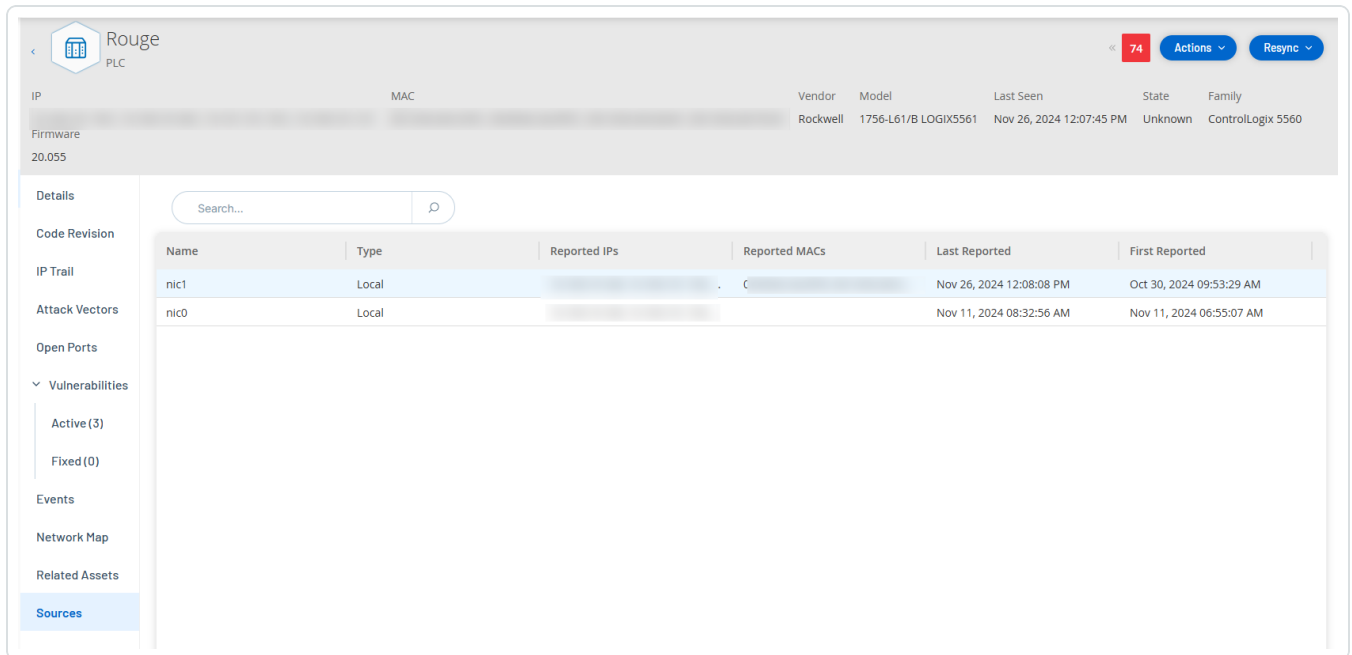 Rouge
PLC
74
Actions
Resync
IP MAC Vendor Model Last Seen State Family
Rockwell 1756-L61/B LOGIX5561 Nov 26, 2024 12:07:45 PM Unknown ControlLogix 5560
Firmware
20.055
Details
Code Revision
IP Trail
Attack Vectors
Open Ports
Vulnerabilities
Active (3)
Fixed (0)
Events
Network Map
Related Assets
Sources
Search...
Name Type Reported IPs Reported MACs Last Reported First Reported
nic1 Local Nov 26, 2024 12:08:08 PM Oct 30, 2024 09:53:29 AM
nic0 Local Nov 11, 2024 08:32:56 AM Nov 11, 2024 06:55:07 AM